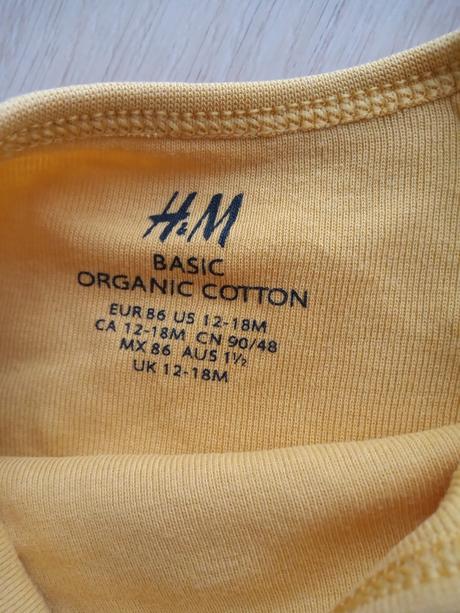 H&M
BASIC
ORGANIC COTTON
EUR 86 US 12-18M
CA 12-18M CN 90/48
MX 86 AUS 1½
UK 12-18M